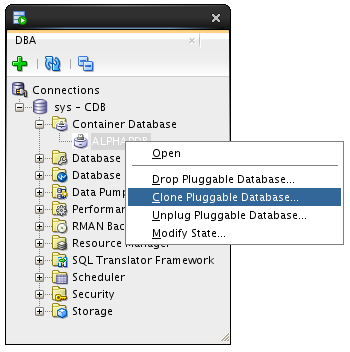 DBA
Connections
sys - CDB
Container Database
ALPHAPDB
Open
Database
Drop Pluggable Database...
Database
Clone Pluggable Database...
Data Pump
Unplug Pluggable Database...
Performan
Modify State...
RMAN Back
Resource Manager
SQL Translator Framework
Scheduler
Security
Storage